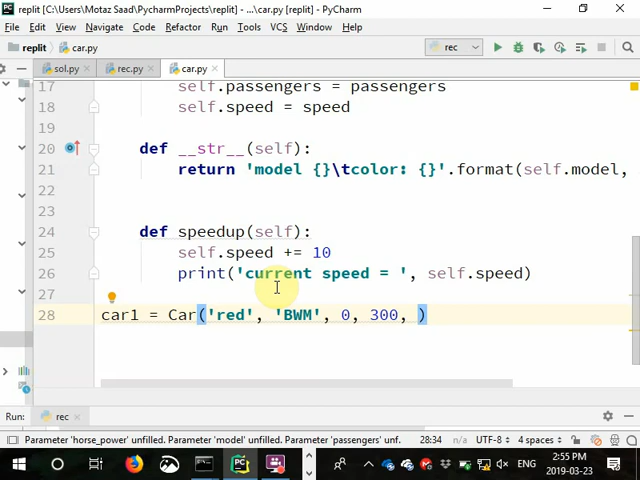 replit [C:\Users\Motaz Saad\PycharmProjects\replit] - ...\car.py [replit] - PyCharm
File Edit View Navigate Code Refactor Run Tools VCS Window Help
replit car.py rec
sol.py rec.py car.py
17 self.passengers = passengers
18 self.speed = speed
19
20 def __str__(self):
21 return 'model {}\tcolor: {}'.format(self.model,
22
23
24 def speedup(self):
25 self.speed += 10
26 print('current speed = ', self.speed)
27
28 car1 = Car('red', 'BWM', 0, 300, )
Run: rec
Parameter 'horse_power' unfilled. Parameter 'model' unfilled. Parameter 'passengers' unf. 28:34 n/a UTF-8 4 spaces
ENG 2:55 PM
2019-03-23